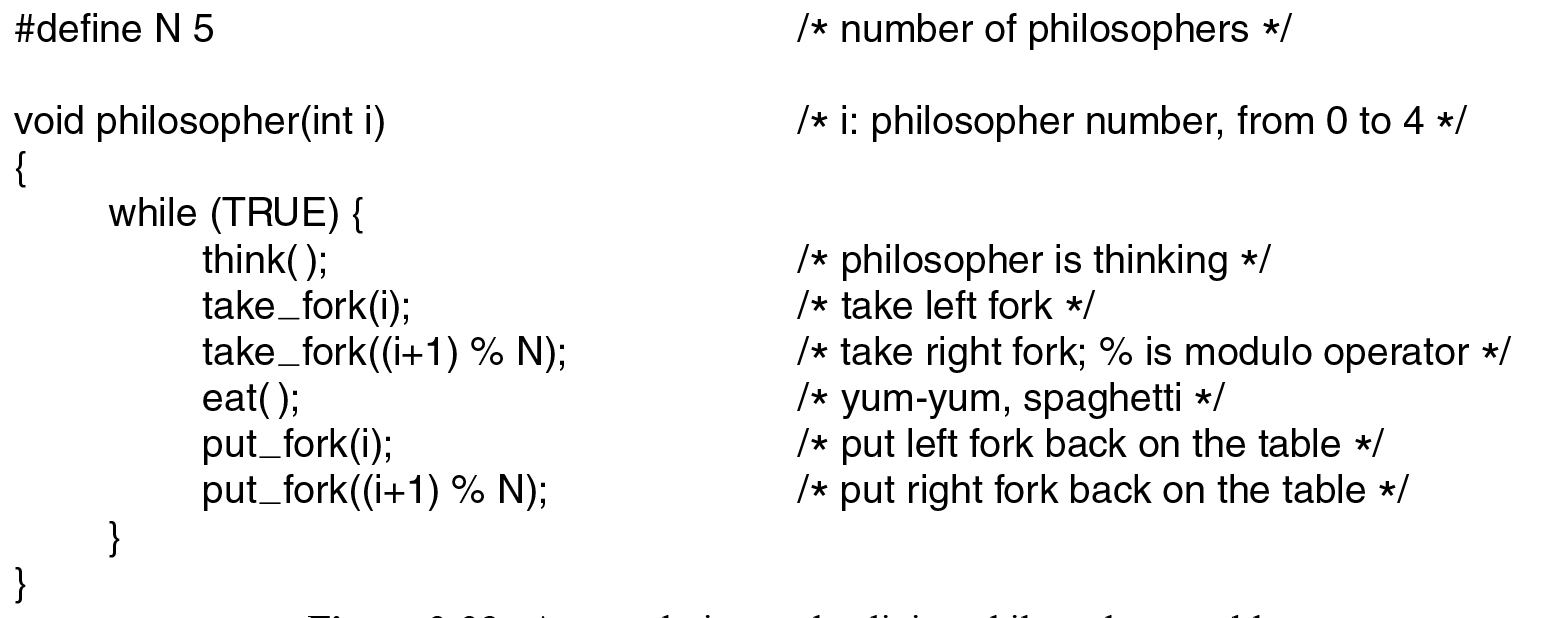 #define N 5 /* number of philosophers */
void philosopher(int i) /* i: philosopher number, from 0 to 4 */
{
while (TRUE) {
think( ); /* philosopher is thinking */
take_fork(i); /* take left fork */
take_fork((i+1) % N); /* take right fork; % is modulo operator */
eat( ); /* yum-yum, spaghetti */
put_fork(i); /* put left fork back on the table */
put_fork((i+1) % N); /* put right fork back on the table */
}
}